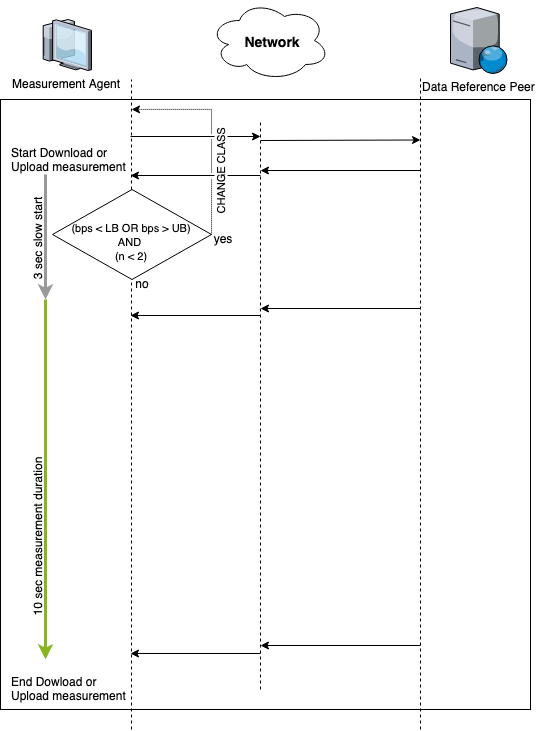 Network
Measurement Agent
Data Reference Peer
CHANGE CLASS
Start Download or
Upload measurement
3 sec slow start
(bps < LB OR bps > UB)
AND
(n < 2)
yes
no
10 sec measurement duration
End Dowload or
Upload measurement